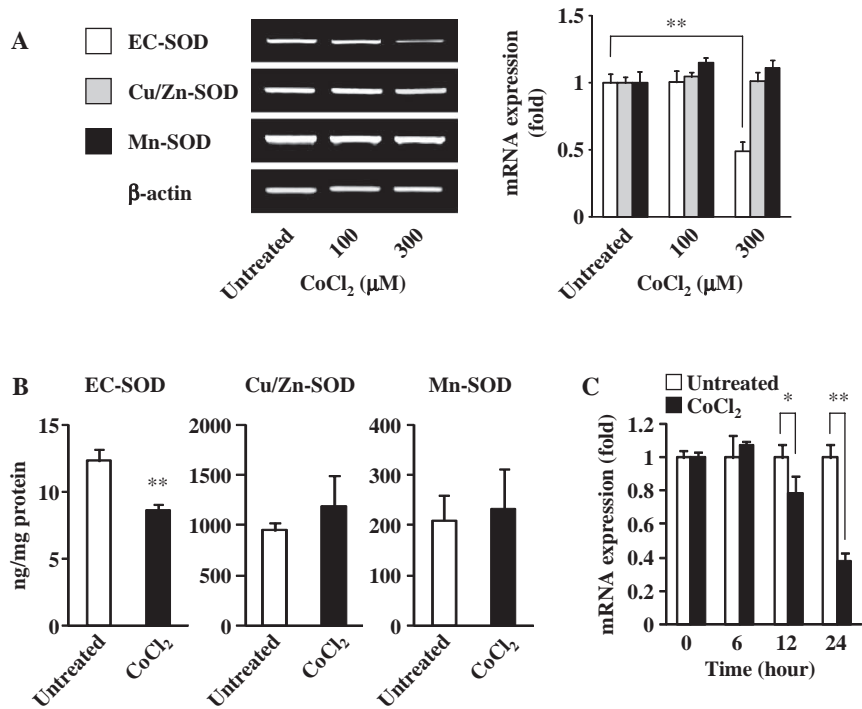 A
EC-SOD
Cu/Zn-SOD
Mn-SOD
β-actin
Untreated
100
300
CoCl₂ (μM)
mRNA expression
(fold)
1.5
1
0.5
0
**
Untreated
100
300
CoCl₂ (μM)
B
EC-SOD
Cu/Zn-SOD
Mn-SOD
ng/mg protein
15
10
5
0
**
Untreated
CoCl₂
2000
1500
1000
500
0
Untreated
CoCl₂
400
300
200
100
0
Untreated
CoCl₂
C
Untreated
CoCl₂
mRNA expression (fold)
1.2
1
0.8
0.6
0.4
0.2
0
*
**
0
6
12
24
Time (hour)